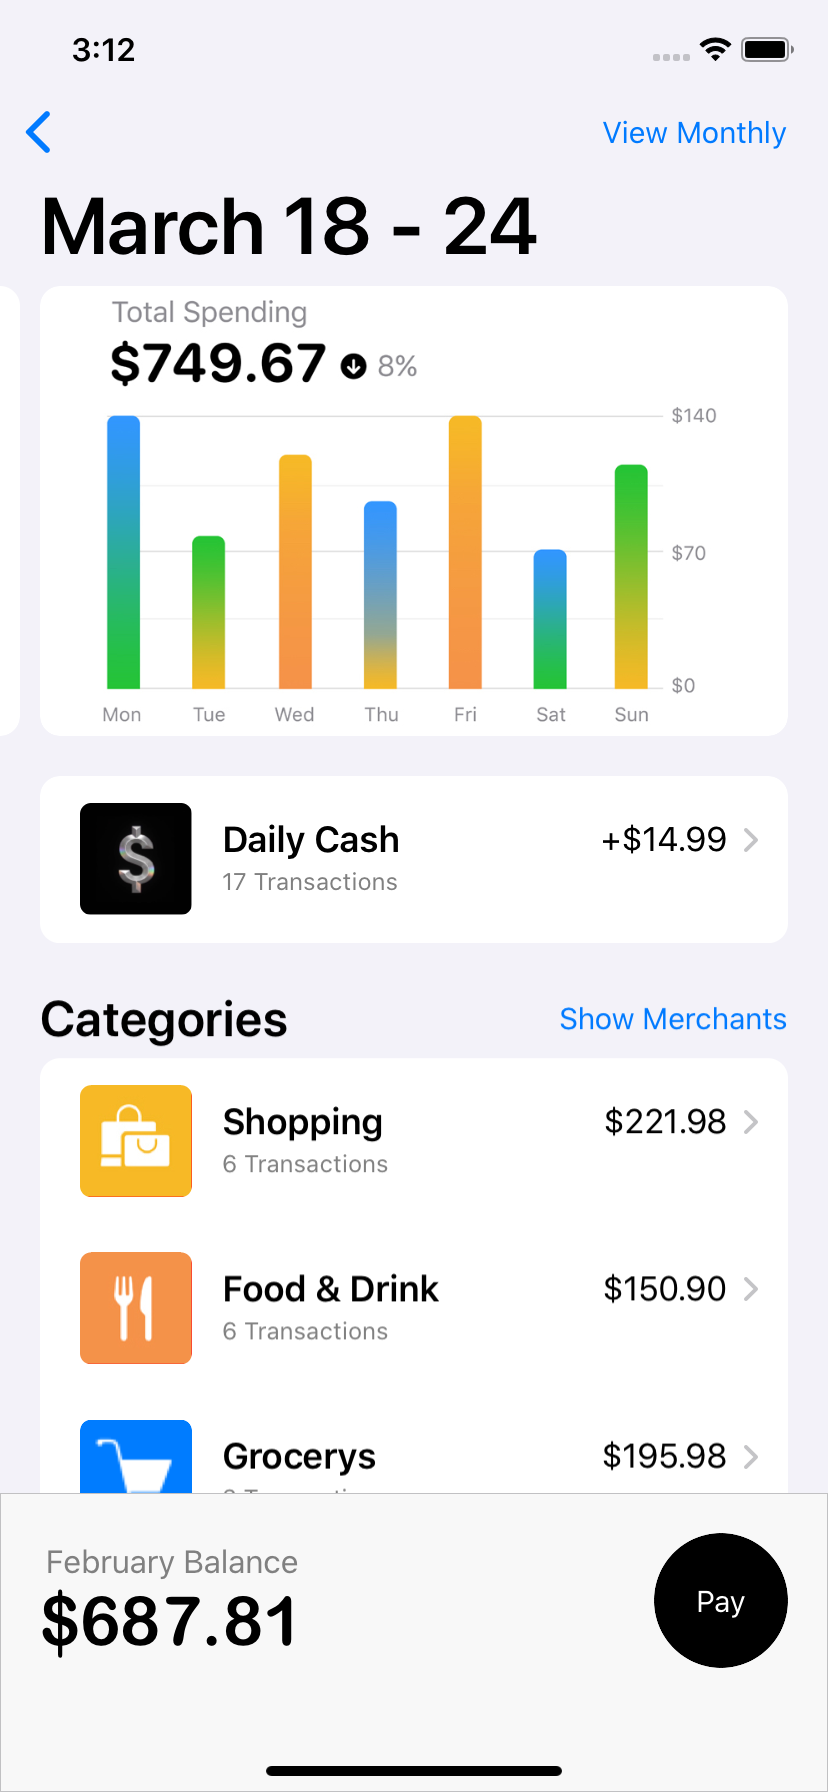 3:12
View Monthly
March 18 - 24
Total Spending
$749.67 8%
$140
$70
$0
Mon Tue Wed Thu Fri Sat Sun
$
Daily Cash +$14.99
17 Transactions
Categories Show Merchants
Shopping $221.98
6 Transactions
Food & Drink $150.90
6 Transactions
Grocerys $195.98
February Balance
$687.81
Pay